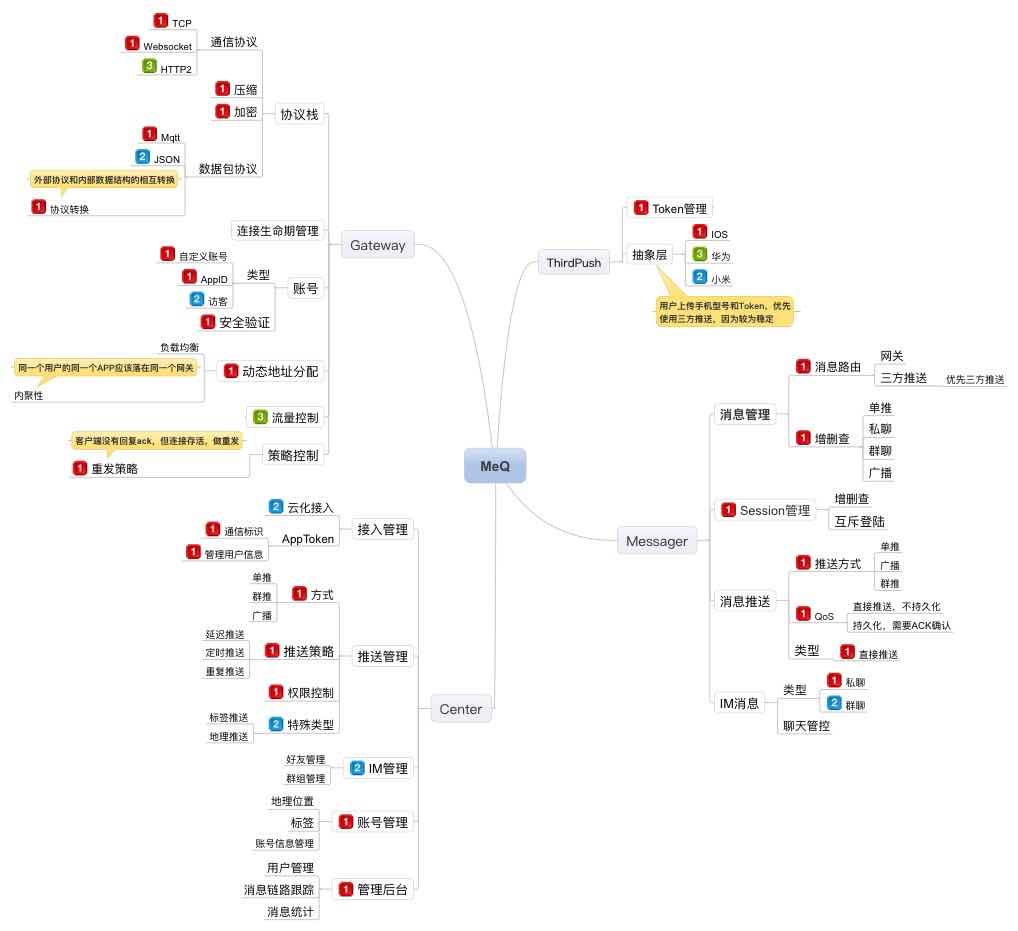 MeQ
Gateway
协议栈
通信协议
1 TCP
1 Websocket
3 HTTP2
1 压缩
1 加密
数据包协议
1 Mqtt
2 JSON
外部协议和内部数据结构的相互转换
1 协议转换
连接生命期管理
账号
类型
1 自定义账号
1 AppID
2 访客
1 安全验证
1 动态地址分配
负载均衡
同一个用户的同一个APP应该落在同一个网关
内聚性
3 流量控制
策略控制
客户端没有回复ack，但连接存活，做重发
1 重发策略
ThirdPush
1 Token管理
抽象层
1 IOS
3 华为
2 小米
用户上传手机型号和Token，优先
使用三方推送，因为较为稳定
Messager
消息管理
1 消息路由
网关
三方推送
优先三方推送
1 增删查
单推
私聊
群聊
广播
1 Session管理
增删查
互斥登陆
消息推送
1 推送方式
单推
广播
群推
1 QoS
直接推送，不持久化
持久化，需要ACK确认
类型
1 直接推送
IM消息
类型
1 私聊
2 群聊
聊天管控
Center
接入管理
2 云化接入
AppToken
1 通信标识
1 管理用户信息
推送管理
1 方式
单推
群推
广播
1 推送策略
延迟推送
定时推送
重复推送
1 权限控制
2 特殊类型
标签推送
地理推送
2 IM管理
好友管理
群组管理
1 账号管理
地理位置
标签
账号信息管理
1 管理后台
用户管理
消息链路跟踪
消息统计